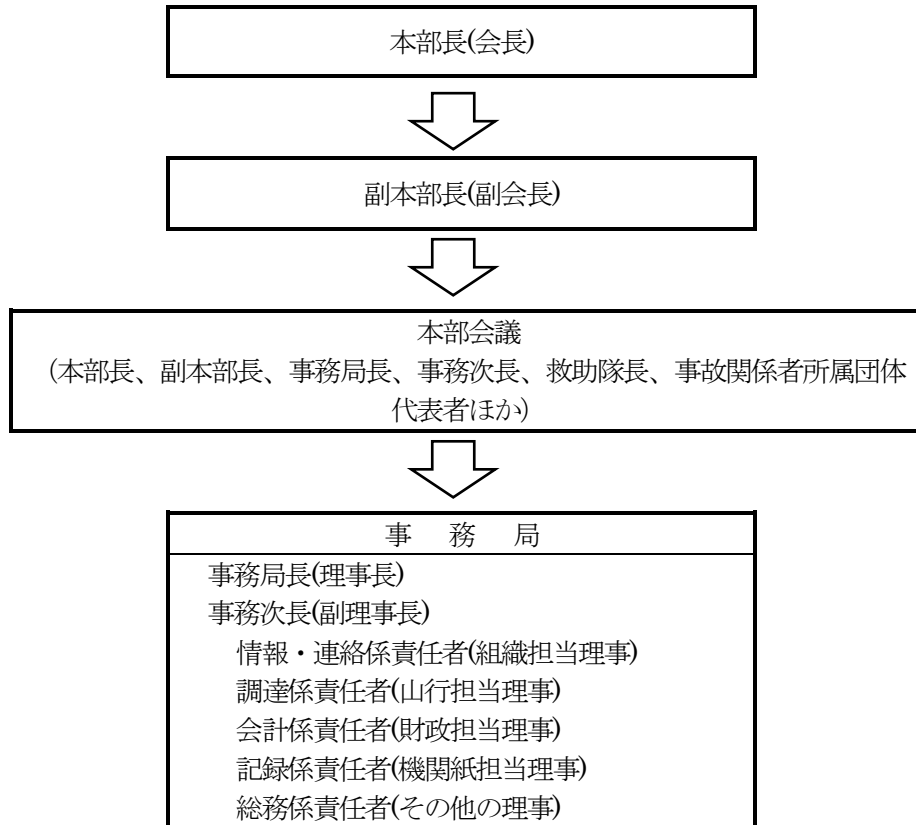 本部長(会長)
副本部長(副会長)
本部会議
（本部長、副本部長、事務局長、事務次長、救助隊長、事故関係者所属団体
代表者ほか）
事　務　局
事務局長(理事長)
事務次長(副理事長)
情報・連絡係責任者(組織担当理事)
調達係責任者(山行担当理事)
会計係責任者(財政担当理事)
記録係責任者(機関紙担当理事)
総務係責任者(その他の理事)